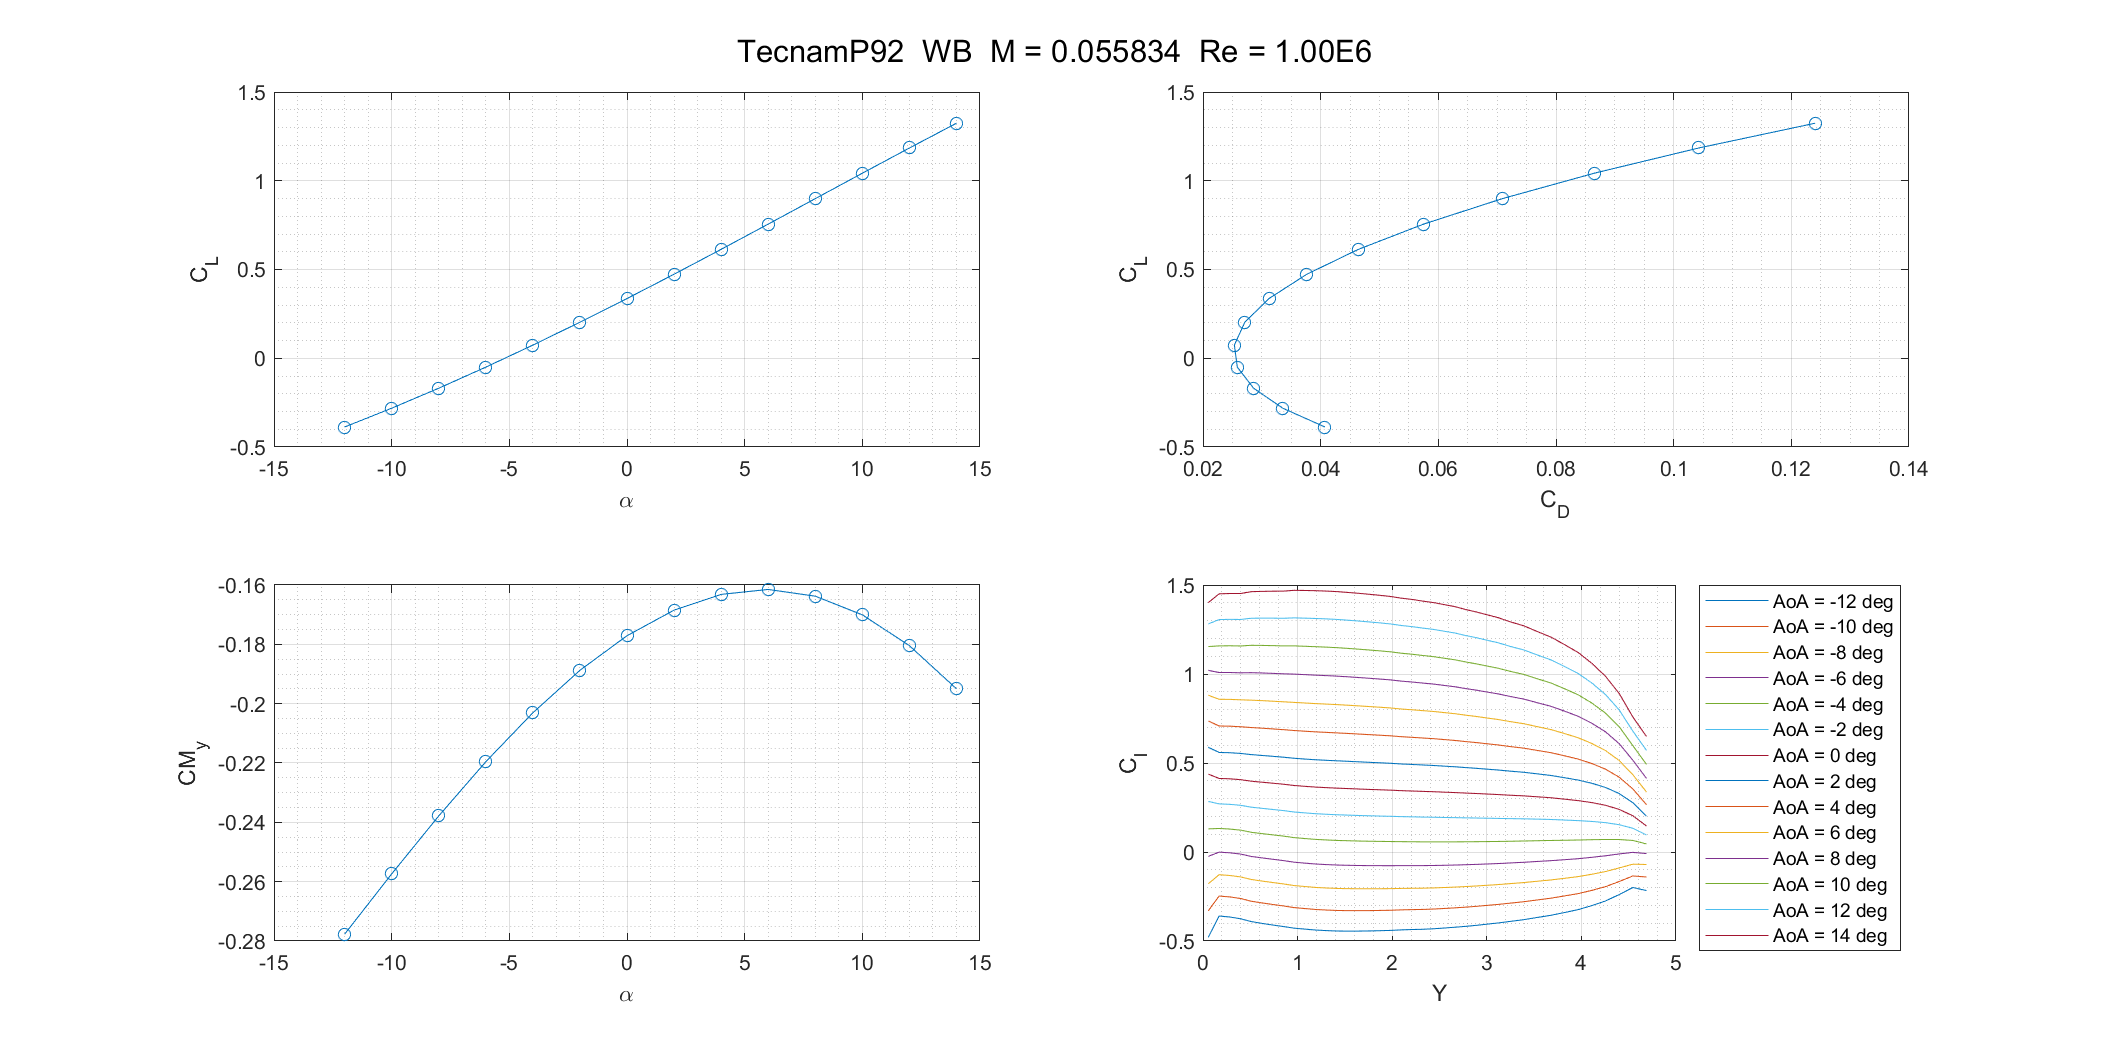 TecnamP92 WB M = 0.055834 Re = 1.00E6
1.5
1
0.5
0
-0.5
-15 -10 -5 0 5 10 15
C_L
α
1.5
1
0.5
0
-0.5
0.02 0.04 0.06 0.08 0.1 0.12 0.14
C_L
C_D
-0.16
-0.18
-0.2
-0.22
-0.24
-0.26
-0.28
-15 -10 -5 0 5 10 15
CM_y
α
1.5
1
0.5
0
-0.5
0 1 2 3 4 5
C_l
Y
AoA = -12 deg
AoA = -10 deg
AoA = -8 deg
AoA = -6 deg
AoA = -4 deg
AoA = -2 deg
AoA = 0 deg
AoA = 2 deg
AoA = 4 deg
AoA = 6 deg
AoA = 8 deg
AoA = 10 deg
AoA = 12 deg
AoA = 14 deg